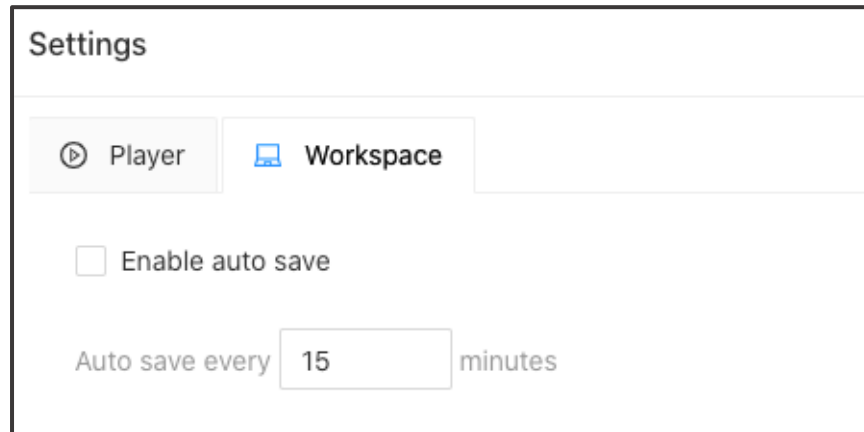 Settings
Player Workspace
Enable auto save
Auto save every 15 minutes